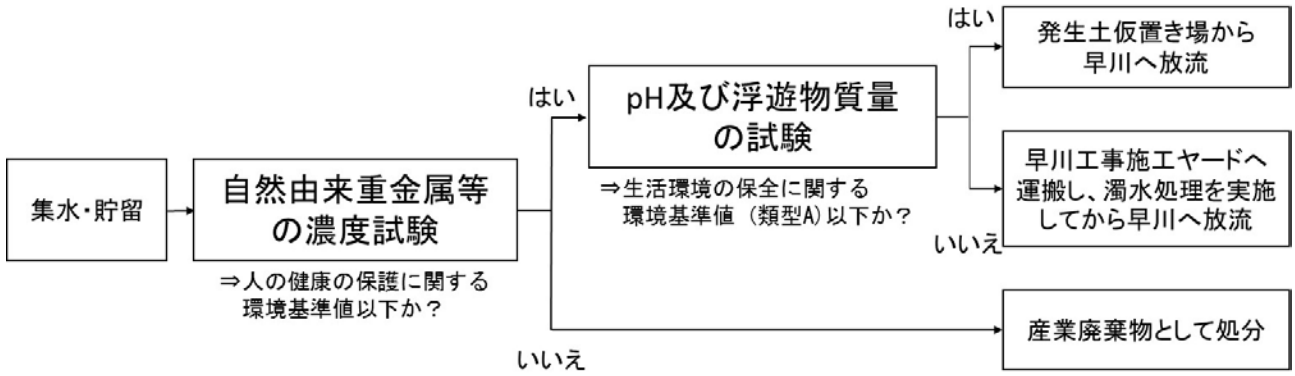 集水・貯留
自然由来重金属等
の濃度試験
⇒人の健康の保護に関する
環境基準値以下か？
はい
いいえ
pH及び浮遊物質量
の試験
⇒生活環境の保全に関する
環境基準値（類型A）以下か？
はい
いいえ
発生土仮置き場から
早川へ放流
早川工事施工ヤードへ
運搬し、濁水処理を実施
してから早川へ放流
産業廃棄物として処分